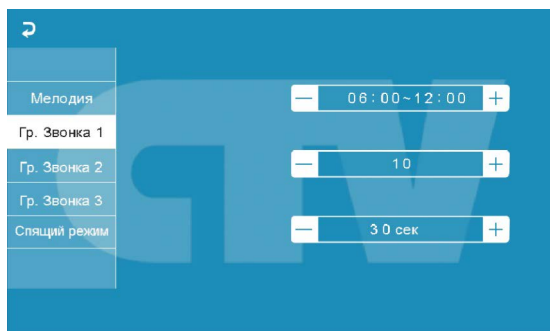 Мелодия
06:00~12:00
Гр. Звонка 1
Гр. Звонка 2
10
Гр. Звонка 3
Спящий режим
30 сек